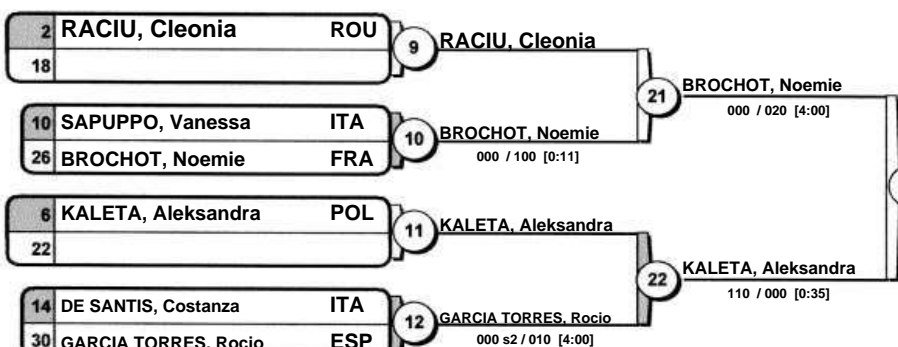 2 RACIU, Cleonia ROU
18
9 RACIU, Cleonia
10 SAPUPPO, Vanessa ITA
26 BROCHOT, Noemie FRA
10 BROCHOT, Noemie
000 / 100 [0:11]
21 BROCHOT, Noemie
000 / 020 [4:00]
6 KALETA, Aleksandra POL
22
11 KALETA, Aleksandra
14 DE SANTIS, Costanza ITA
30 GARCIA TORRES, Rocio ESP
12 GARCIA TORRES, Rocio
000 s2 / 010 [4:00]
22 KALETA, Aleksandra
110 / 000 [0:35]